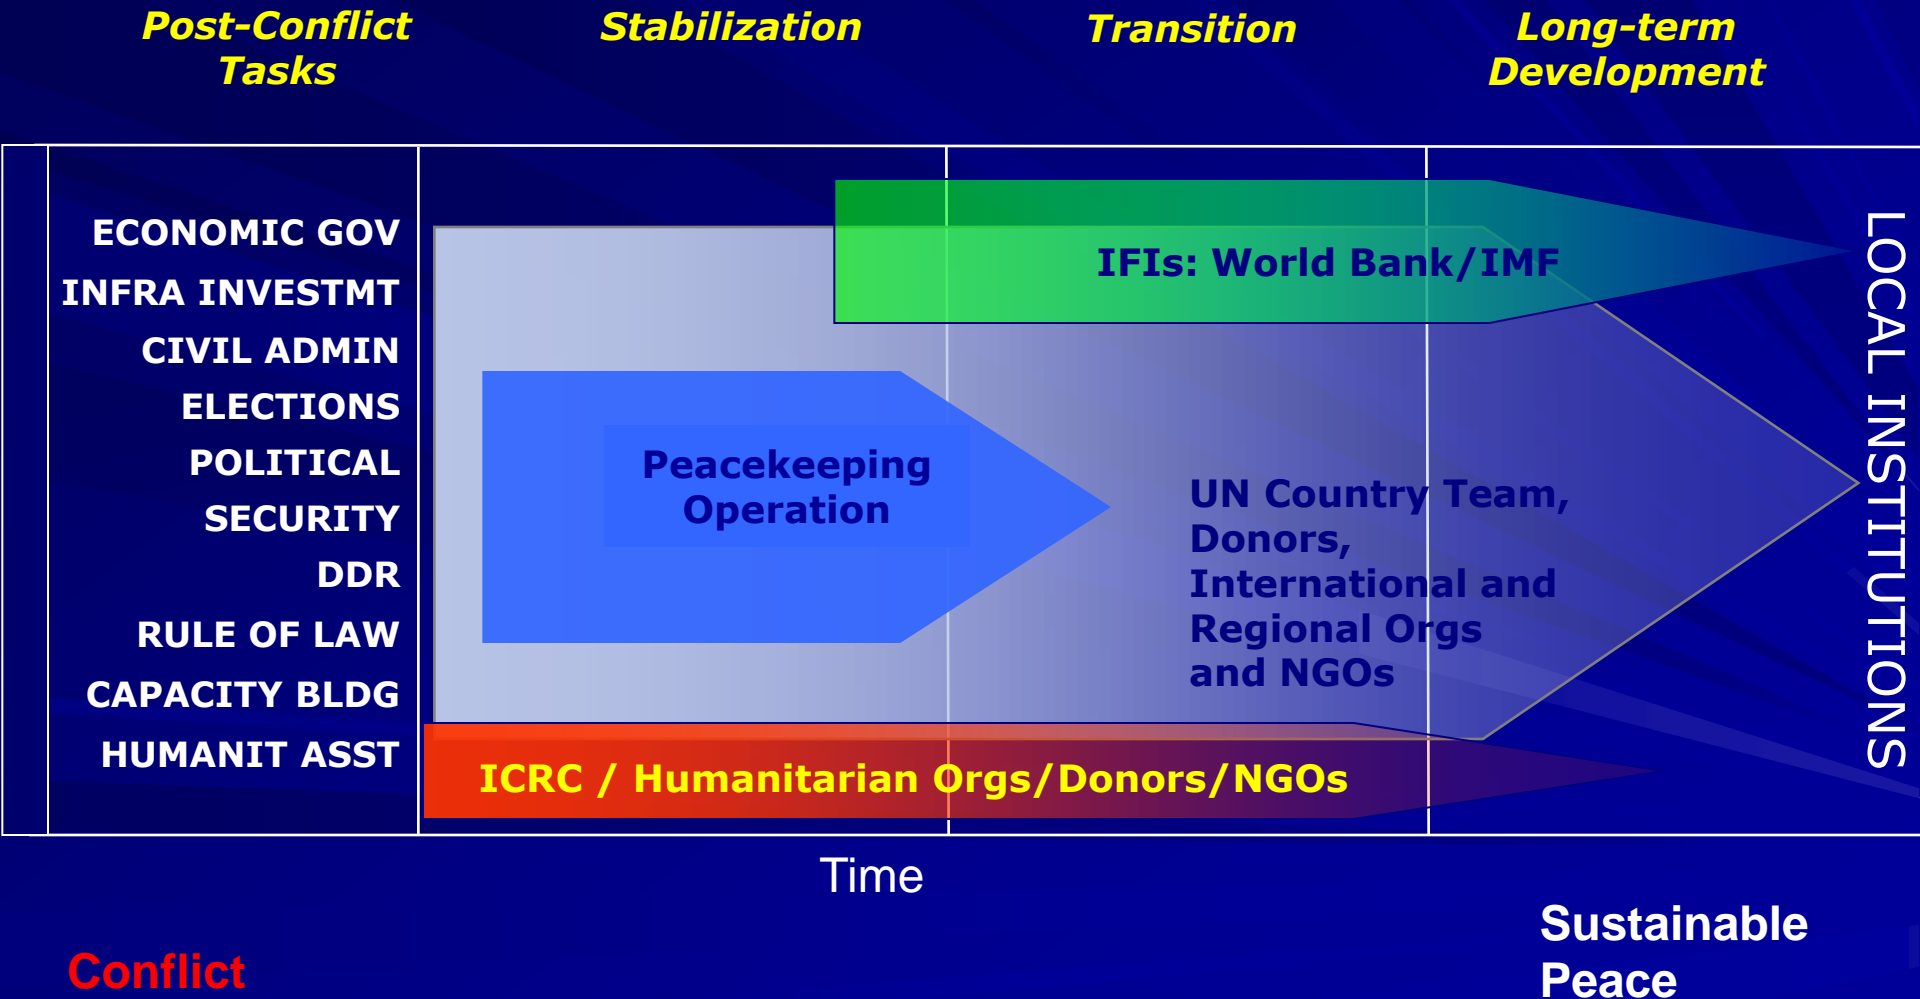 Post-Conflict
Tasks
Stabilization
Transition
Long-term
Development
ECONOMIC GOV
INFRA INVESTMT
CIVIL ADMIN
ELECTIONS
POLITICAL
SECURITY
DDR
RULE OF LAW
CAPACITY BLDG
HUMANIT ASST
IFIs: World Bank/IMF
Peacekeeping
Operation
UN Country Team,
Donors,
International and
Regional Orgs
and NGOs
ICRC / Humanitarian Orgs/Donors/NGOs
LOCAL INSTITUTIONS
Time
Conflict
Sustainable
Peace